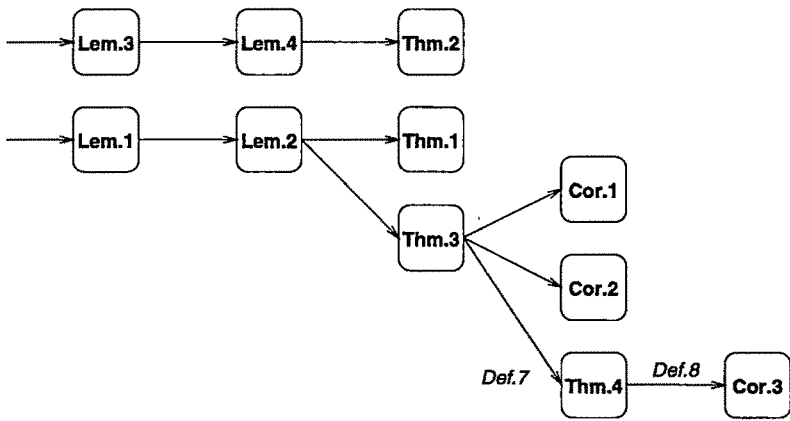 Lem.3 Lem.4 Thm.2
Lem.1 Lem.2 Thm.1
Cor.1
Thm.3
Cor.2
Def.7 Thm.4 Def.8 Cor.3